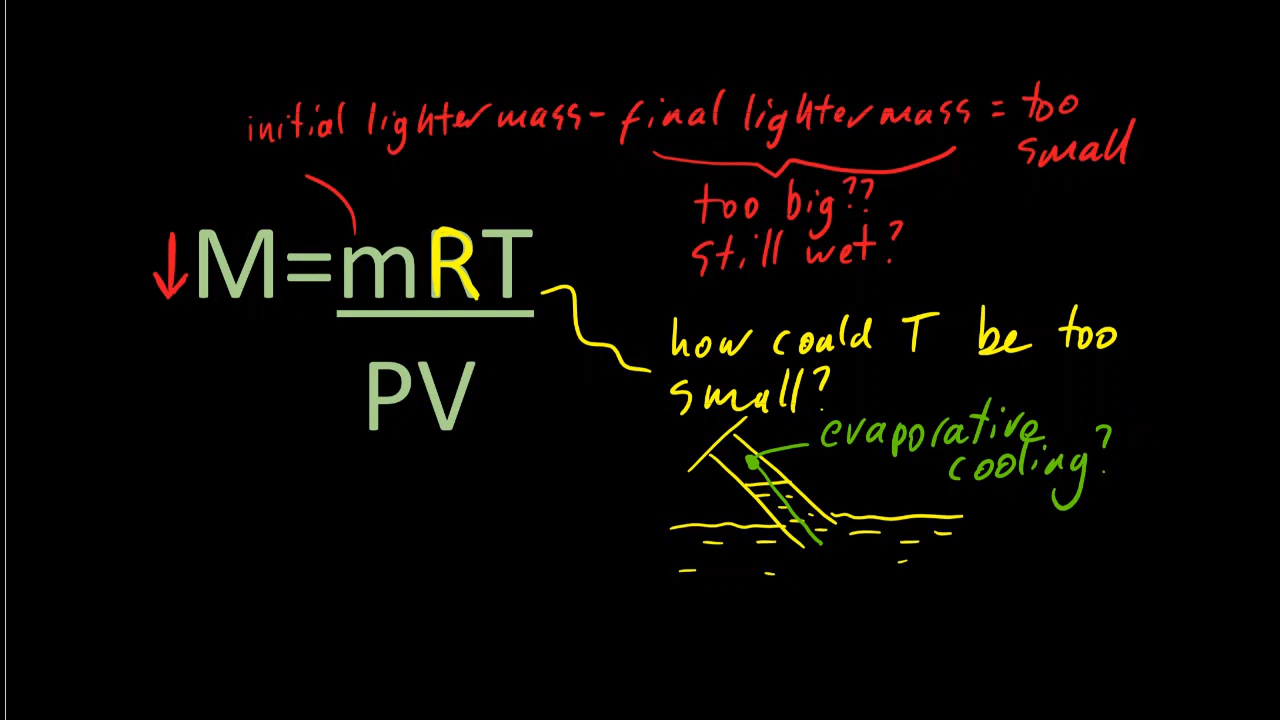 initial lighter mass - final lighter mass = too
small
too big??
still wet?
↓M=mRT
PV
how could T be too
small?
evaporative
cooling?